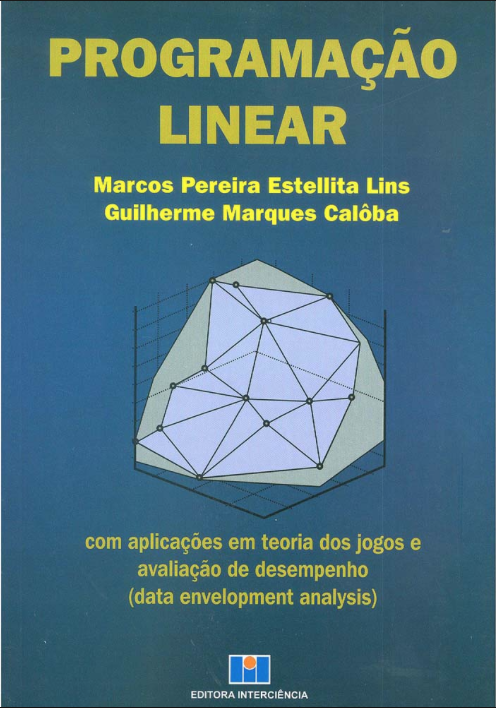 PROGRAMAÇÃO
LINEAR
Marcos Pereira Estellita Lins
Guilherme Marques Calôba
com aplicações em teoria dos jogos e
avaliação de desempenho
(data envelopment analysis)
EDITORA INTERCIÊNCIA